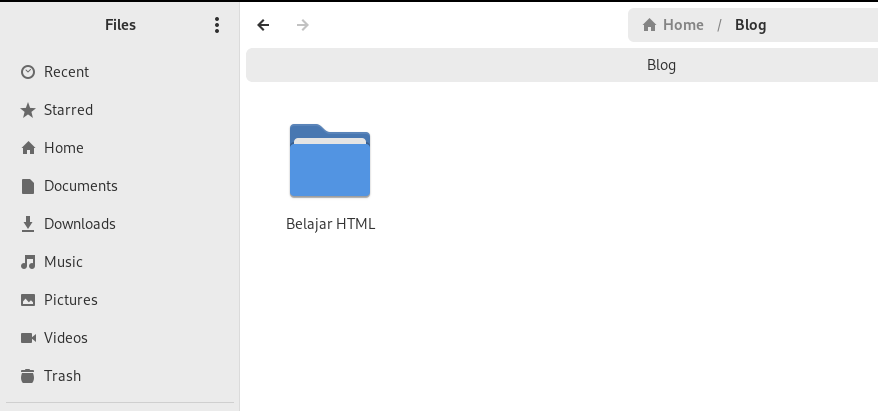 Files
Home / Blog
Blog
Recent
Starred
Home
Documents
Downloads
Music
Pictures
Videos
Trash
Belajar HTML